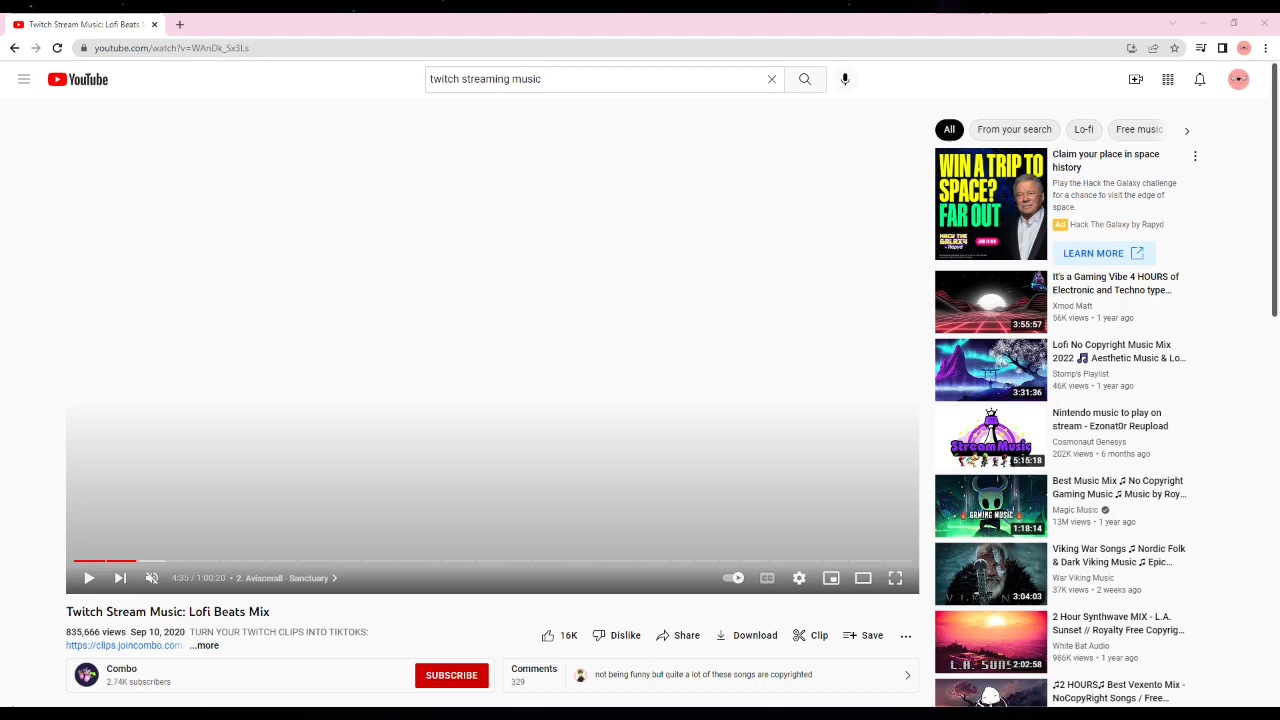 Twitch Stream Music: Lofi Beats M
youtube.com/watch?v=WAnDk_Sx3Ls
YouTube
twitch streaming music
All
From your search
Lo-fi
Free music
WIN A TRIP TO
SPACE?
FAR OUT
HACK THE
GALAXY
Claim your place in space
history
Play the Hack the Galaxy challenge
for a chance to visit the edge of
space.
Ad Hack The Galaxy by Rapyd
LEARN MORE
3:55:57
It's a Gaming Vibe 4 HOURS of
Electronic and Techno type...
Xmod Matt
56K views • 1 year ago
3:31:36
Lofi No Copyright Music Mix
2022 🎵 Aesthetic Music & Lo...
Stomp's Playlist
46K views • 1 year ago
StreamMusic
5:15:18
Nintendo music to play on
stream - Ezonat0r Reupload
Cosmonaut Genesys
202K views • 6 months ago
GAMING MUSIC
1:18:14
Best Music Mix ♫ No Copyright
Gaming Music ♫ Music by Roy...
Magic Music
13M views • 1 year ago
3:04:03
Viking War Songs ♫ Nordic Folk
& Dark Viking Music ♫ Epic...
War Viking Music
37K views • 2 weeks ago
L.A. SUNS
2:02:58
2 Hour Synthwave MIX - L.A.
Sunset // Royalty Free Copyrig...
White Bat Audio
986K views • 1 year ago
♫2 HOURS♫ Best Vexento Mix -
NoCopyRight Songs / Free...
4:35 / 1:00:20 • 2. Aviscerall - Sanctuary
CC
Twitch Stream Music: Lofi Beats Mix
835,666 views Sep 10, 2020 TURN YOUR TWITCH CLIPS INTO TIKTOKS:
https://clips.joincombo.com/ ...more
16K
Dislike
Share
Download
Clip
Save
Combo
2.74K subscribers
SUBSCRIBE
Comments
329
not being funny but quite a lot of these songs are copyrighted